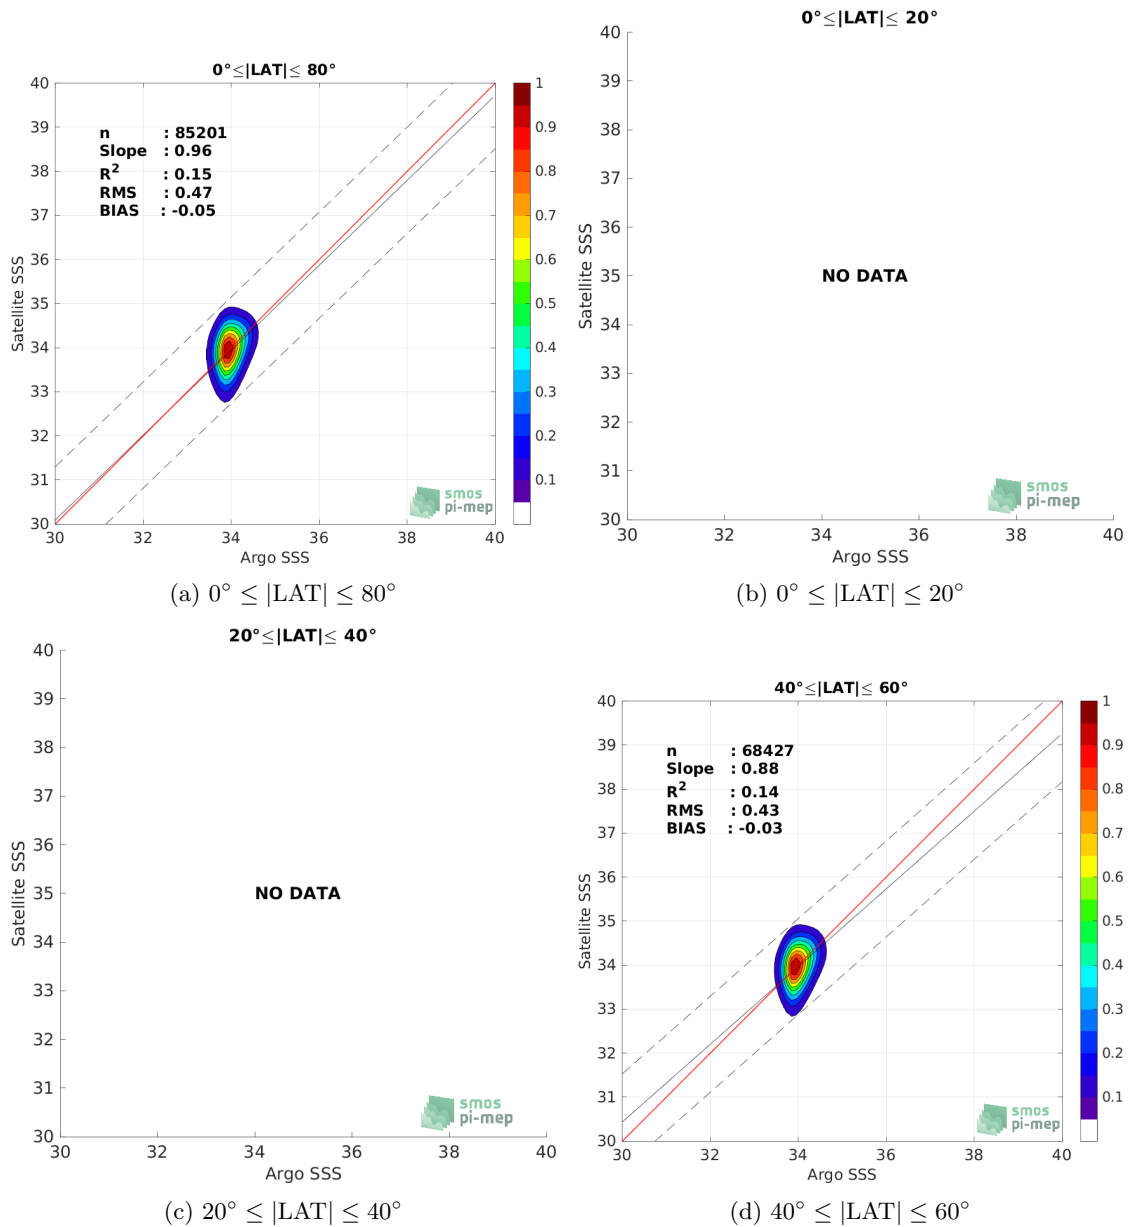 0°≤|LAT|≤ 80°
n : 85201
Slope : 0.96
R² : 0.15
RMS : 0.47
BIAS : -0.05
40
39
38
37
36
35
34
33
32
31
30
Satellite SSS
30 32 34 36 38 40
Argo SSS
smos
pi-mep
1
0.9
0.8
0.7
0.6
0.5
0.4
0.3
0.2
0.1
(a) 0° ≤ |LAT| ≤ 80°
0°≤|LAT|≤ 20°
40
39
38
37
36
35
34
33
32
31
30
Satellite SSS
NO DATA
30 32 34 36 38 40
Argo SSS
smos
pi-mep
(b) 0° ≤ |LAT| ≤ 20°
20°≤|LAT|≤ 40°
40
39
38
37
36
35
34
33
32
31
30
Satellite SSS
NO DATA
30 32 34 36 38 40
Argo SSS
smos
pi-mep
(c) 20° ≤ |LAT| ≤ 40°
40°≤|LAT|≤ 60°
n : 68427
Slope : 0.88
R² : 0.14
RMS : 0.43
BIAS : -0.03
40
39
38
37
36
35
34
33
32
31
30
Satellite SSS
30 32 34 36 38 40
Argo SSS
smos
pi-mep
1
0.9
0.8
0.7
0.6
0.5
0.4
0.3
0.2
0.1
(d) 40° ≤ |LAT| ≤ 60°